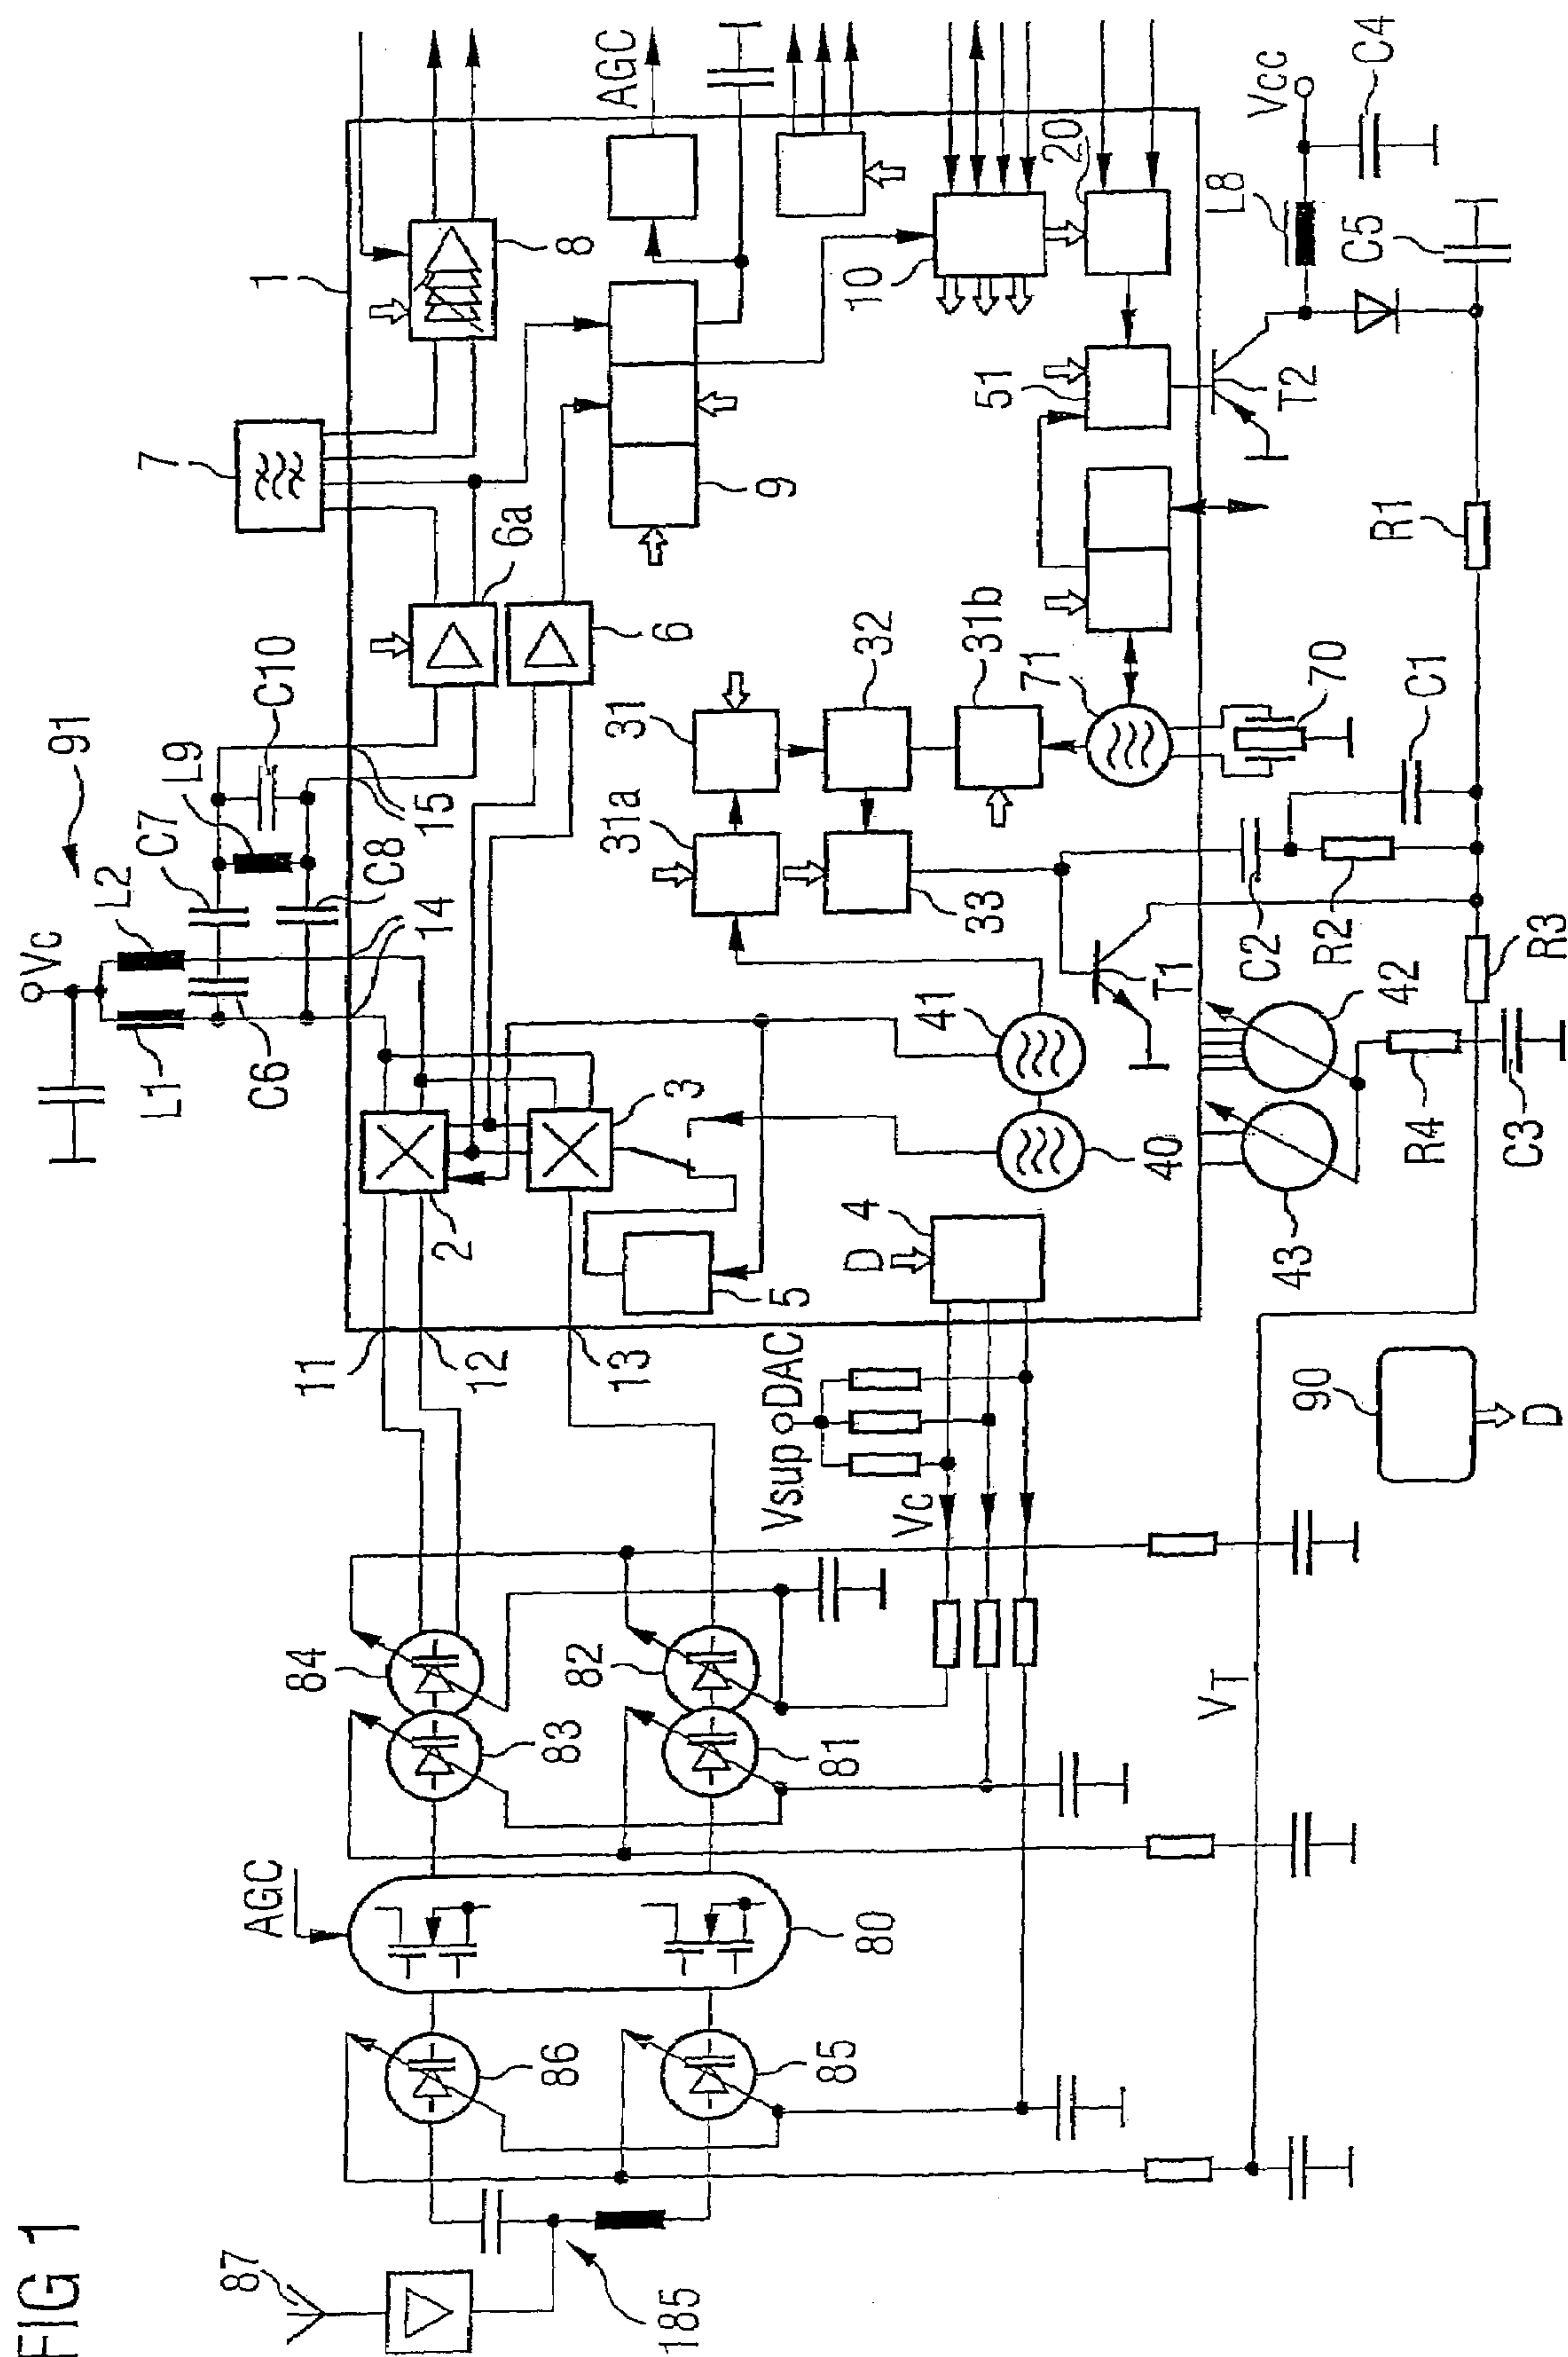 FIG 1
87
185
86
85
AGC
80
84
83
82
81
Vsup
DAC
Vc
VT
90
D
11
12
13
2
3
5
D
4
43
42
R4
C3
R3
40
41
T1
C2
R2
C1
Vc
L1
L2
C6
C7
C8
L9
C10
91
14
15
31a
31
32
33
31b
71
70
6
6a
7
1
8
9
AGC
10
20
51
T2
L8
Vcc
C4
C5
R1